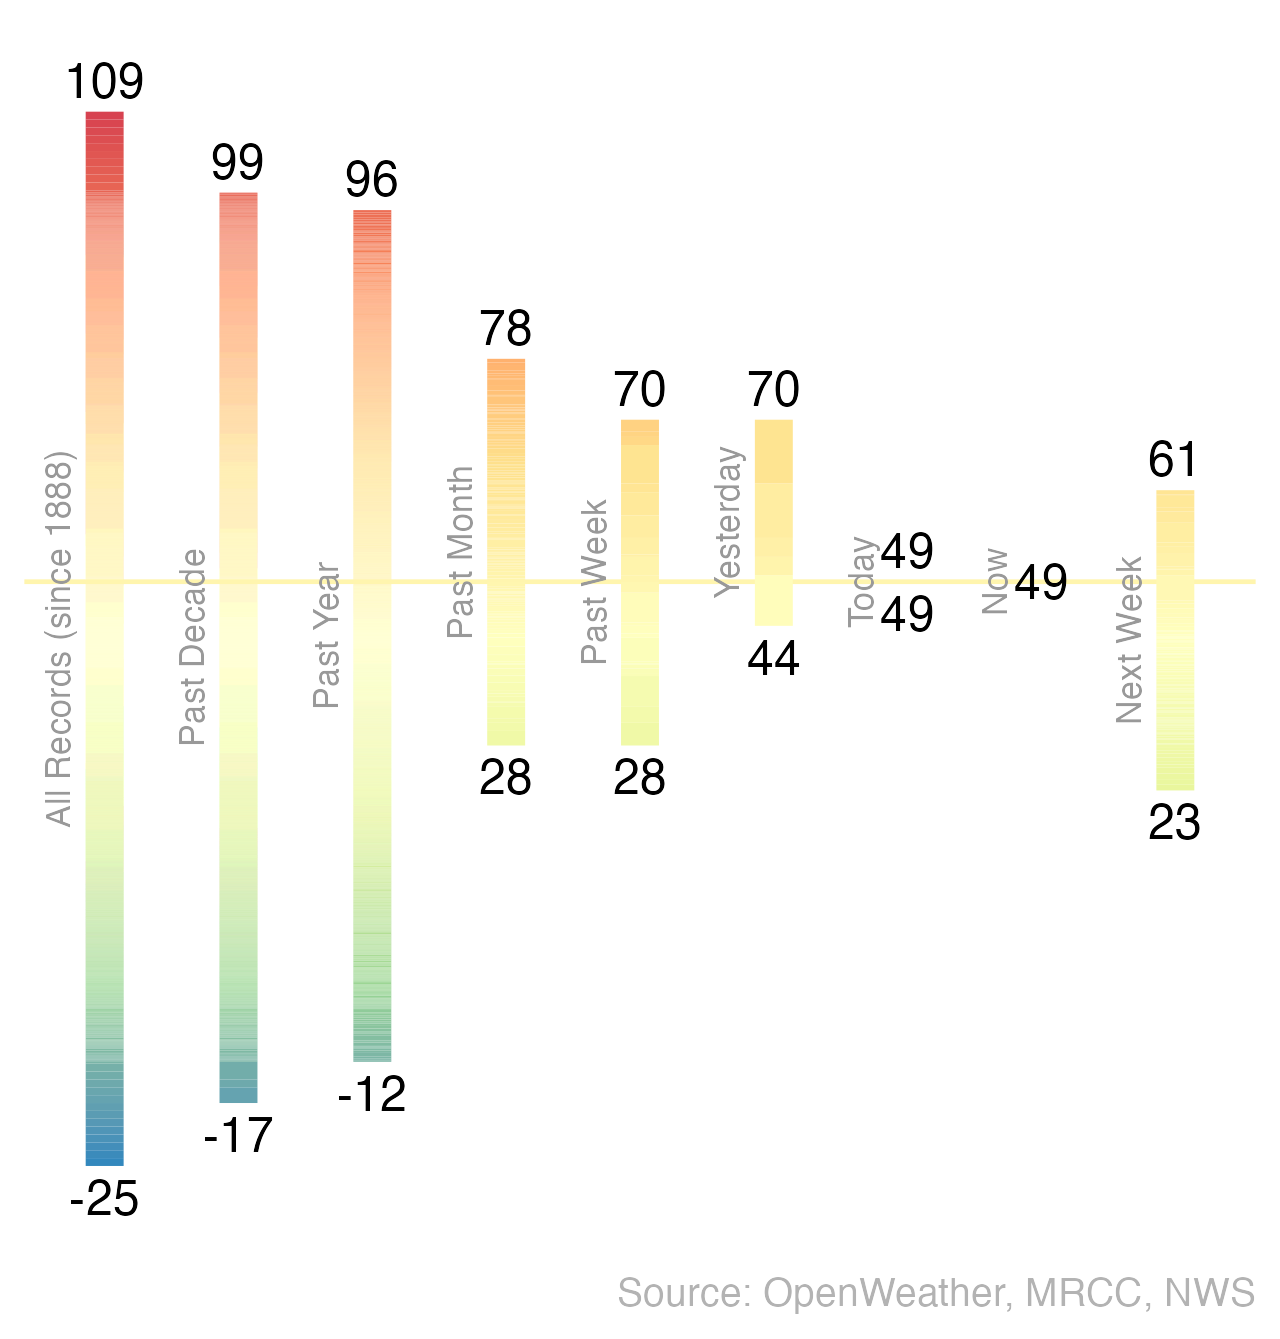 109
All Records (since 1888)
-25
99
Past Decade
-17
96
Past Year
-12
78
Past Month
28
70
Past Week
28
70
Yesterday
44
49
Today
49
Now
49
61
Next Week
23
Source: OpenWeather, MRCC, NWS